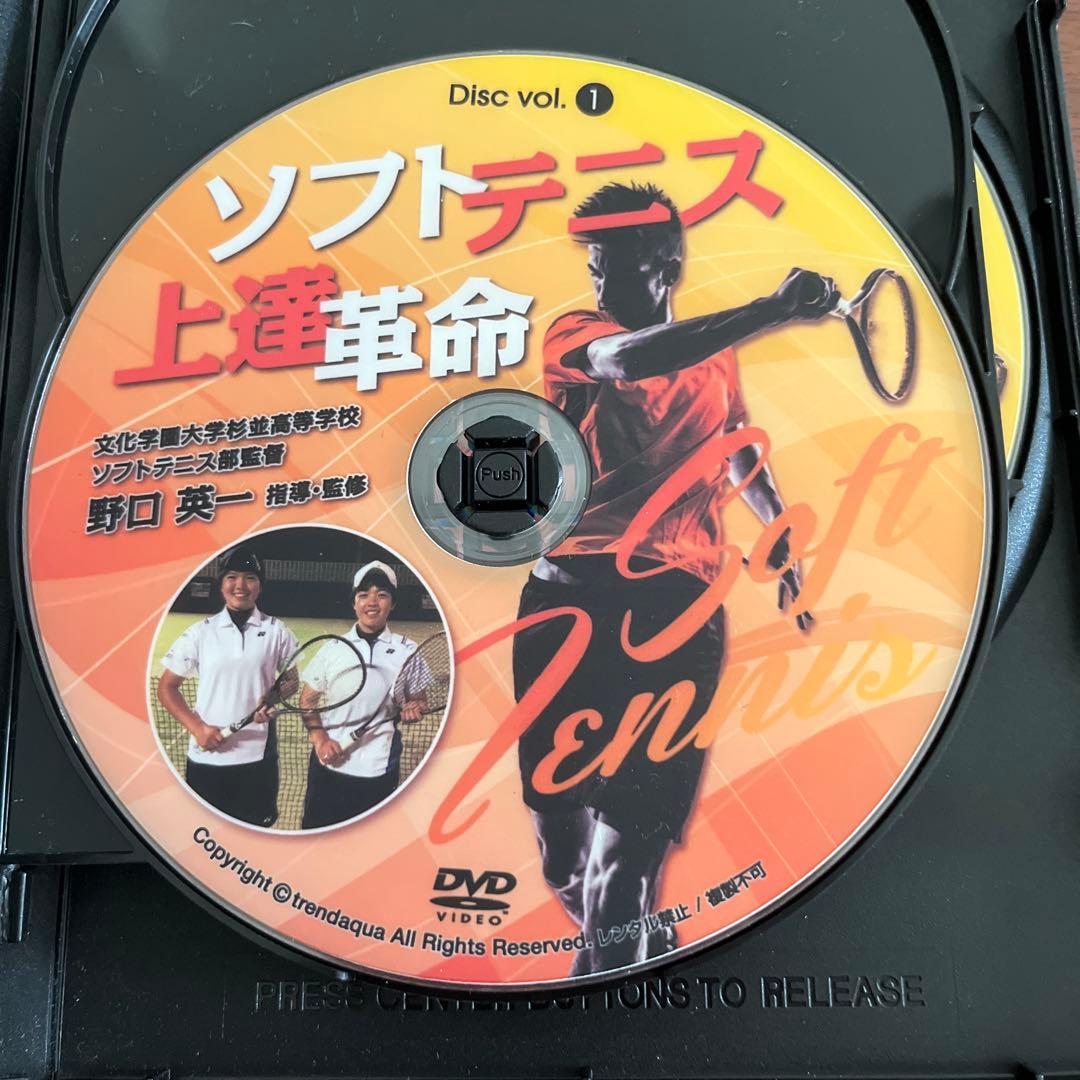 Disc vol. 1
ソフトテニス
上達革命
文化学園大学杉並高等学校
ソフトテニス部監督
野口 英一 指導・監修
Push
Soft
Tennis
DVD
VIDEO™
Copyright ©trendaqua All Rights Reserved. レンタル禁止 / 複製不可
PRESS CENTER BUTTONS TO RELEASE